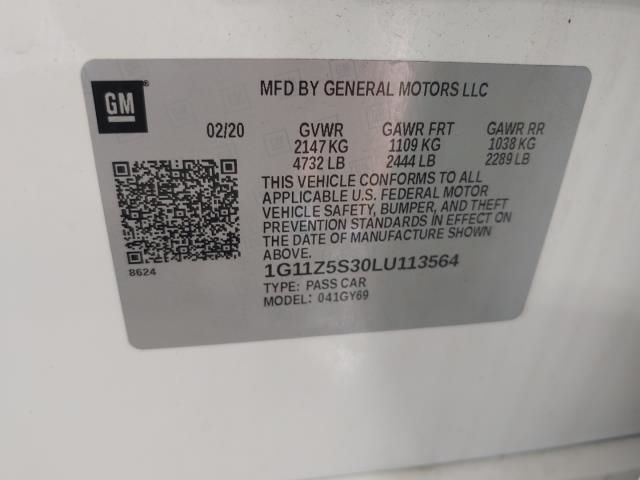 GM
®
MFD BY GENERAL MOTORS LLC
02/20 GVWR GAWR FRT GAWR RR
2147 KG 1109 KG 1038 KG
4732 LB 2444 LB 2289 LB
THIS VEHICLE CONFORMS TO ALL
APPLICABLE U.S. FEDERAL MOTOR
VEHICLE SAFETY, BUMPER, AND THEFT
PREVENTION STANDARDS IN EFFECT ON
THE DATE OF MANUFACTURE SHOWN
ABOVE.
1G11Z5S30LU113564
TYPE: PASS CAR
MODEL: 041GY69
8624